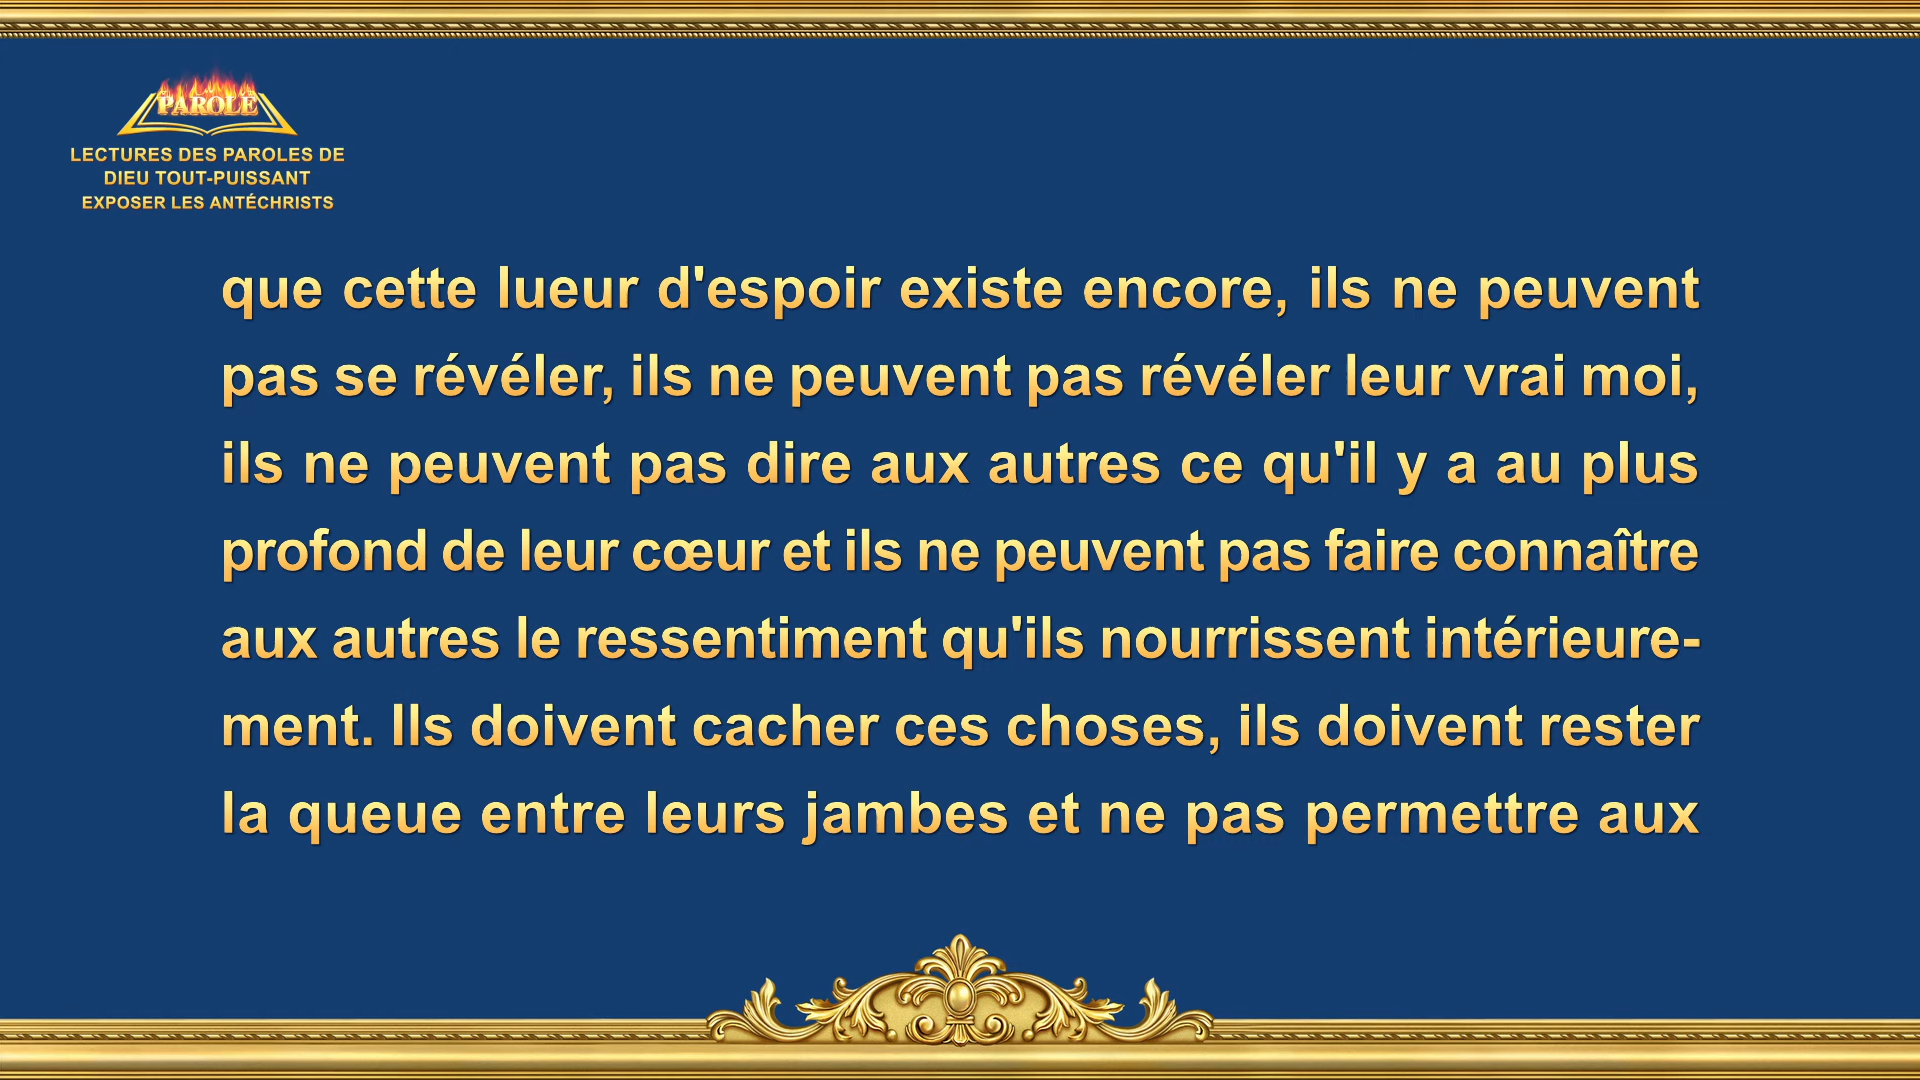 PAROLE
LECTURES DES PAROLES DE
DIEU TOUT-PUISSANT
EXPOSER LES ANTÉCHRISTS
que cette lueur d'espoir existe encore, ils ne peuvent
pas se révéler, ils ne peuvent pas révéler leur vrai moi,
ils ne peuvent pas dire aux autres ce qu'il y a au plus
profond de leur cœur et ils ne peuvent pas faire connaître
aux autres le ressentiment qu'ils nourrissent intérieure-
ment. Ils doivent cacher ces choses, ils doivent rester
la queue entre leurs jambes et ne pas permettre aux